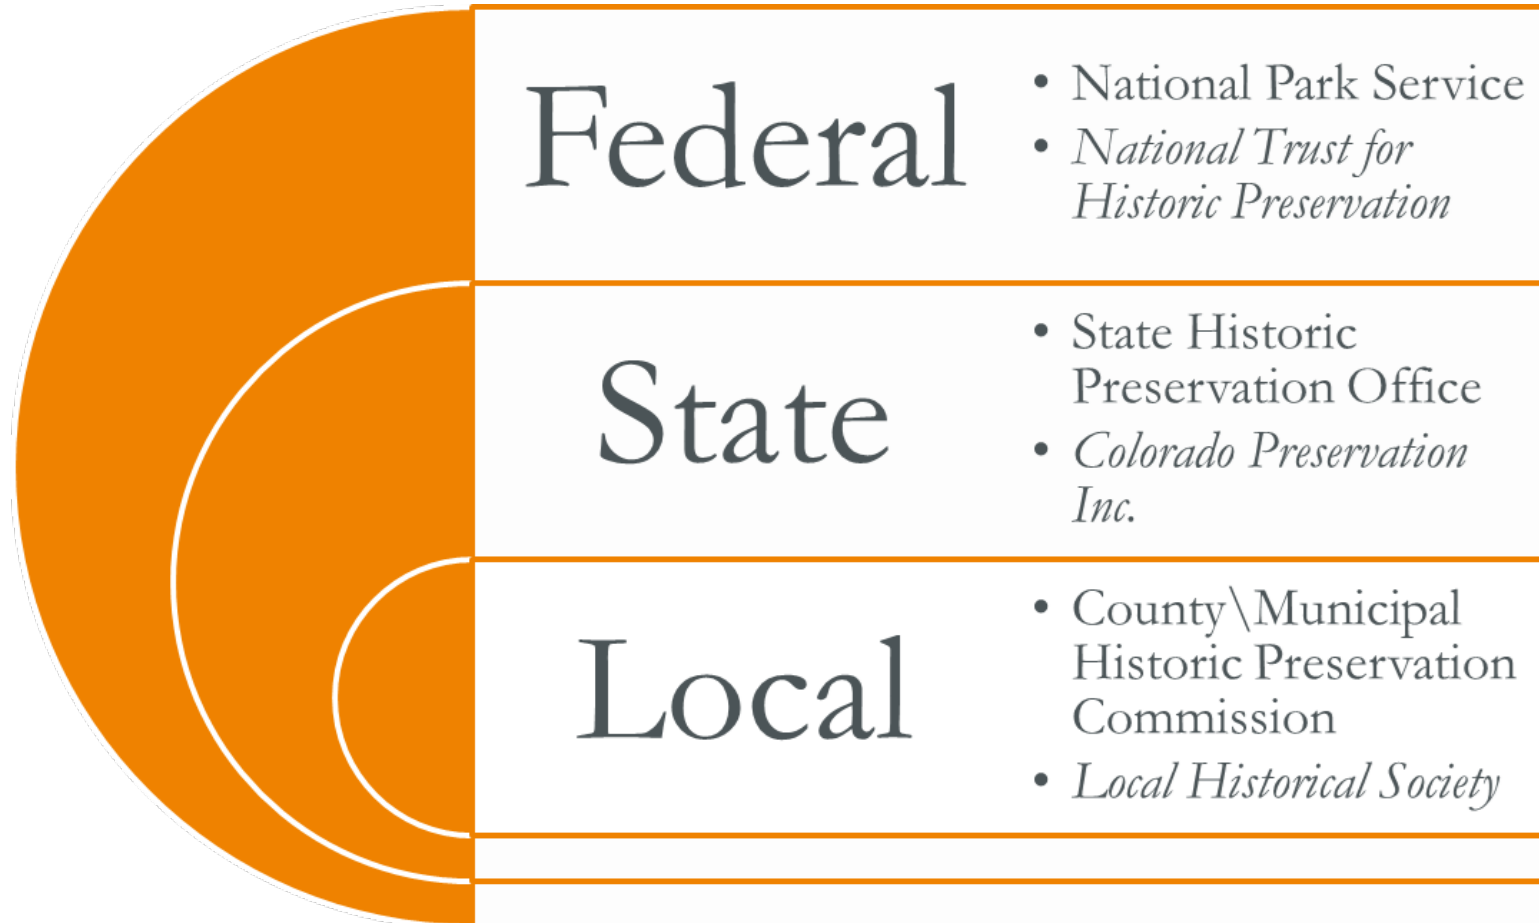 Federal
• National Park Service
• National Trust for
Historic Preservation
State
• State Historic
Preservation Office
• Colorado Preservation
Inc.
Local
• County\Municipal
Historic Preservation
Commission
• Local Historical Society